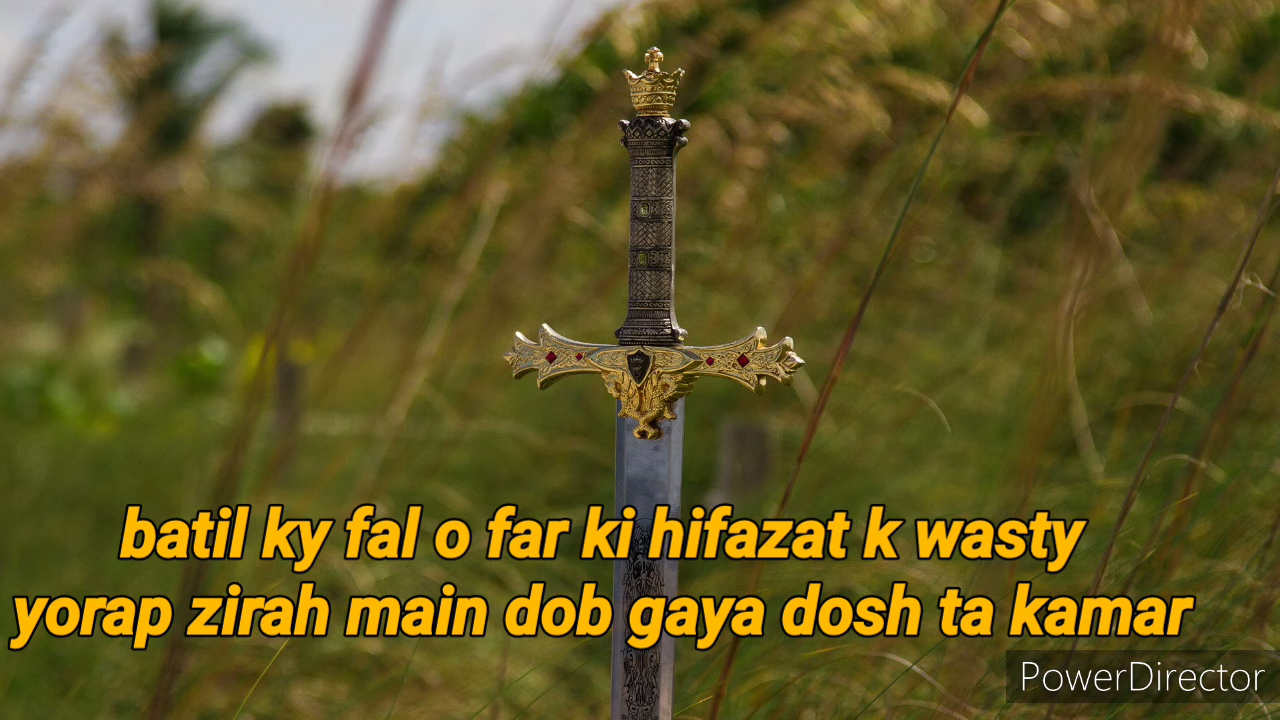 batil ky fal o far ki hifazat k wasty
yorap zirah main dob gaya dosh ta kamar
PowerDirector